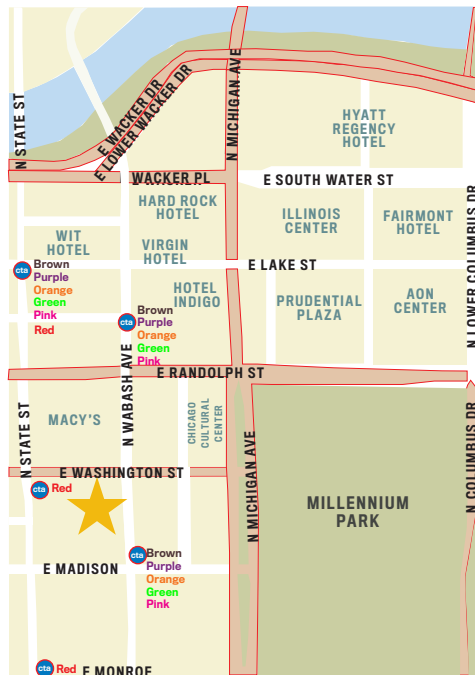 N STATE ST
E WACKER DR
E LOWER WACKER DR
N MICHIGAN AVE
HYATT
REGENCY
HOTEL
WACKER PL
E SOUTH WATER ST
HARD ROCK
HOTEL
ILLINOIS
CENTER
FAIRMONT
HOTEL
N LOWER COLUMBUS DR
WIT
HOTEL
VIRGIN
HOTEL
E LAKE ST
cta
Brown
Purple
Orange
Green
Pink
Red
HOTEL
INDIGO
PRUDENTIAL
PLAZA
AON
CENTER
cta
Brown
Purple
Orange
Green
Pink
N WABASH AVE
E RANDOLPH ST
N STATE ST
MACY'S
CHICAGO
CULTURAL
CENTER
N MICHIGAN AVE
N COLUMBUS DR
E WASHINGTON ST
cta Red
MILLENNIUM
PARK
cta
Brown
Purple
Orange
Green
Pink
E MADISON
cta Red
E MONROE